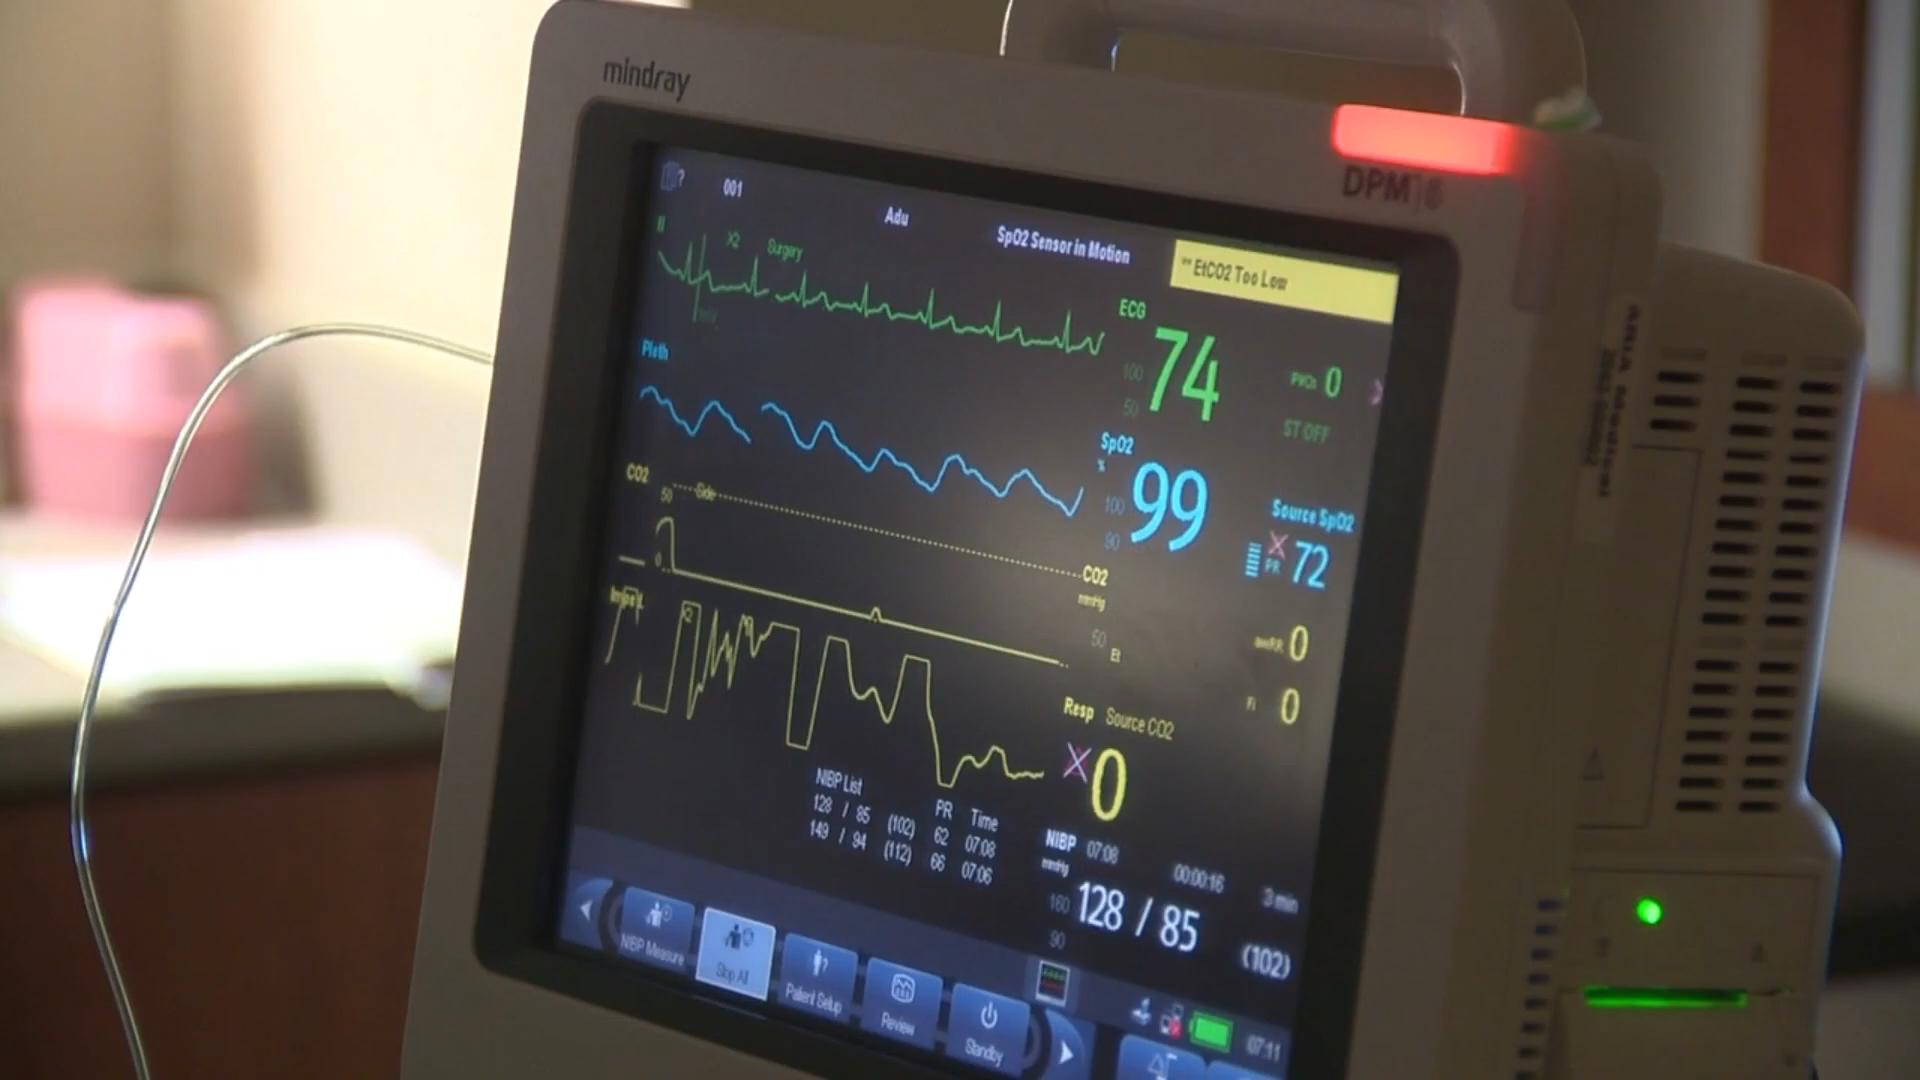 mindray
DPM 6
001
Adu
SpO2 Sensor in Motion
** EtCO2 Too Low
II
X2
Surgery
1mV
ECG
100
50
74
PVCs 0
ST OFF
Pleth
SpO2
%
100
90
99
Source SpO2
PR
72
CO2
50
Side
0
CO2
mmHg
50
Et
awRR 0
Fi 0
X2
Resp Source CO2
0
NIBP List
PR Time
128 / 85 (102) 62 07:08
149 / 94 (112) 66 07:06
NIBP 07:08 00:00:16 3 min
mmHg
160
90
128 / 85
(102)
NIBP Measure
Stop All
Patient Setup
Review
Standby
07:11